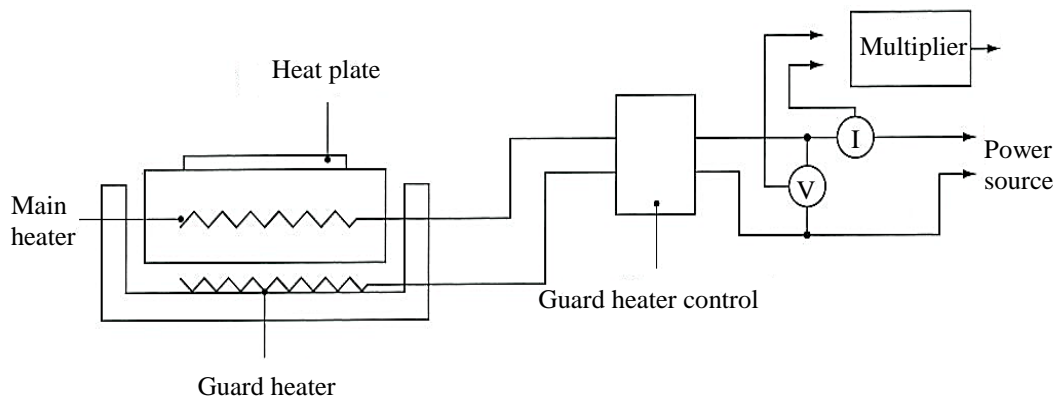 Multiplier
Heat plate
I
Power
source
V
Main
heater
Guard heater control
Guard heater